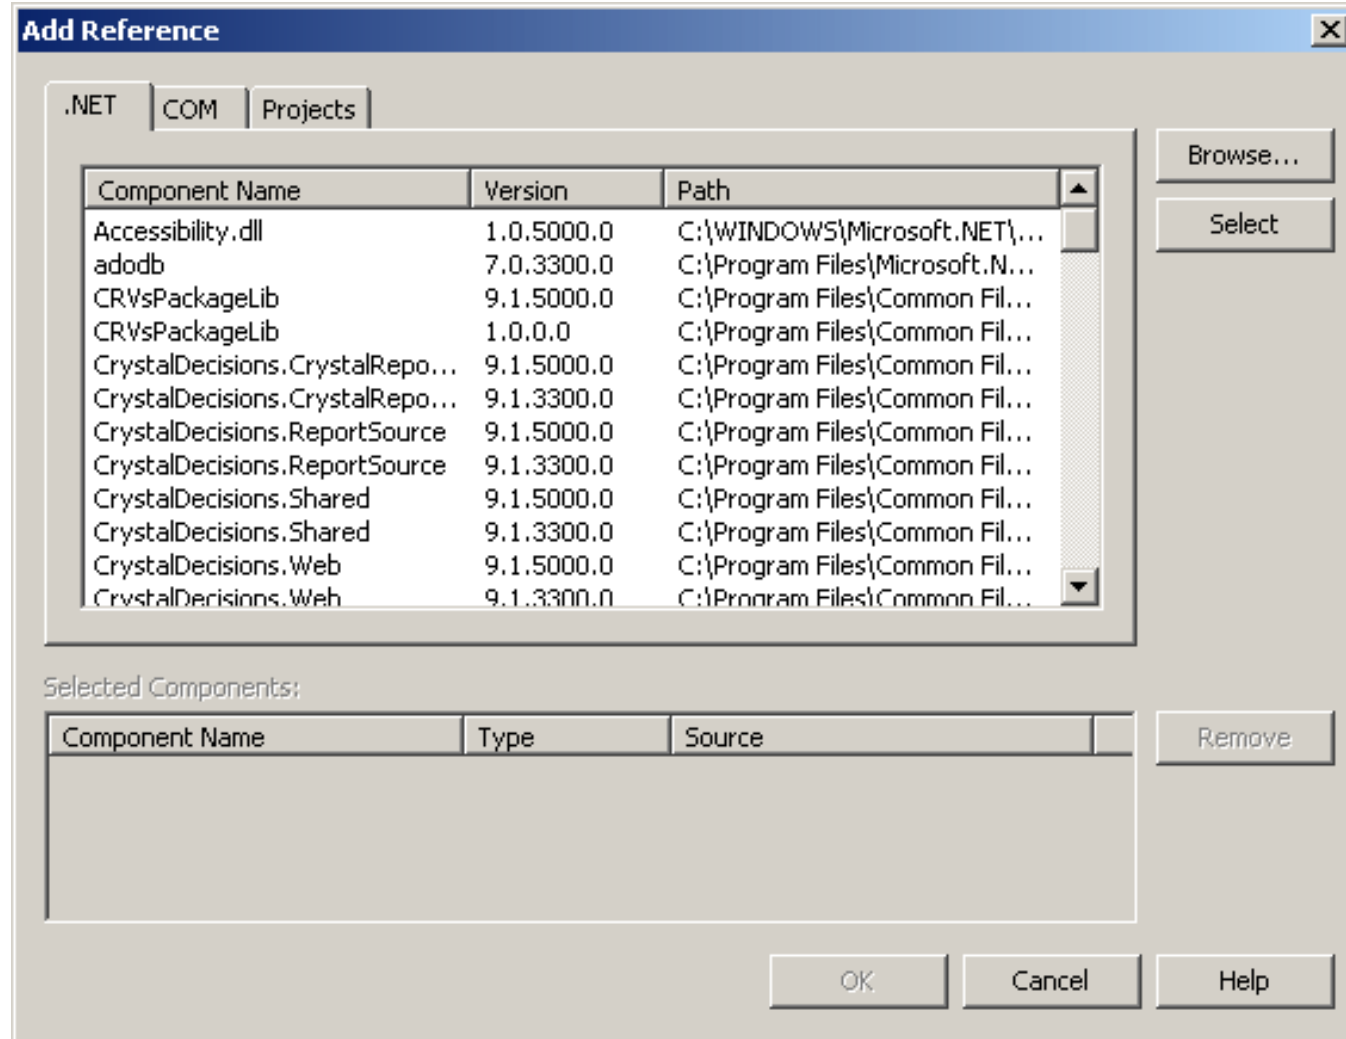 Add Reference
.NET COM Projects
Browse...
Select
Component Name Version Path
Accessibility.dll 1.0.5000.0 C:\WINDOWS\Microsoft.NET\...
adodb 7.0.3300.0 C:\Program Files\Microsoft.N...
CRVsPackageLib 9.1.5000.0 C:\Program Files\Common Fil...
CRVsPackageLib 1.0.0.0 C:\Program Files\Common Fil...
CrystalDecisions.CrystalRepo... 9.1.5000.0 C:\Program Files\Common Fil...
CrystalDecisions.CrystalRepo... 9.1.3300.0 C:\Program Files\Common Fil...
CrystalDecisions.ReportSource 9.1.5000.0 C:\Program Files\Common Fil...
CrystalDecisions.ReportSource 9.1.3300.0 C:\Program Files\Common Fil...
CrystalDecisions.Shared 9.1.5000.0 C:\Program Files\Common Fil...
CrystalDecisions.Shared 9.1.3300.0 C:\Program Files\Common Fil...
CrystalDecisions.Web 9.1.5000.0 C:\Program Files\Common Fil...
CrystalDecisions.Web 9.1.3300.0 C:\Program Files\Common Fil...
Selected Components:
Component Name Type Source
Remove
OK Cancel Help